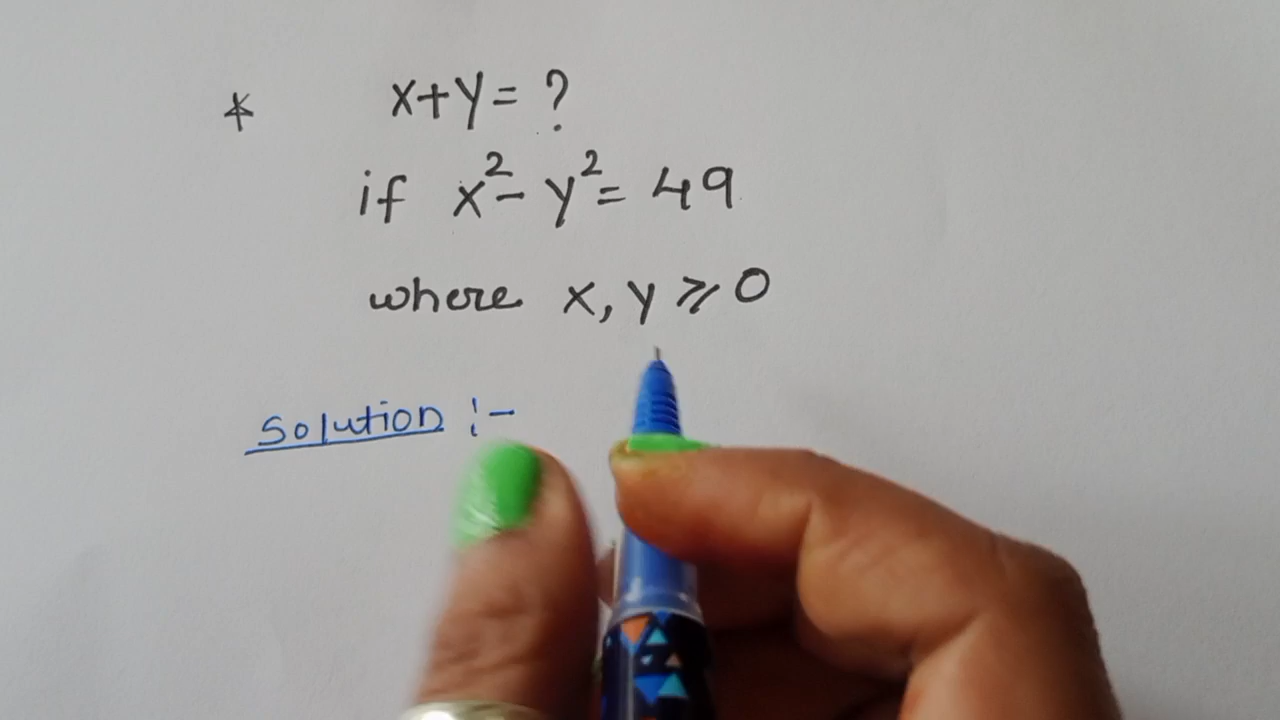 * x+y= ?
if x²- y²= 49
where x, y ⩾ 0
Solution :-